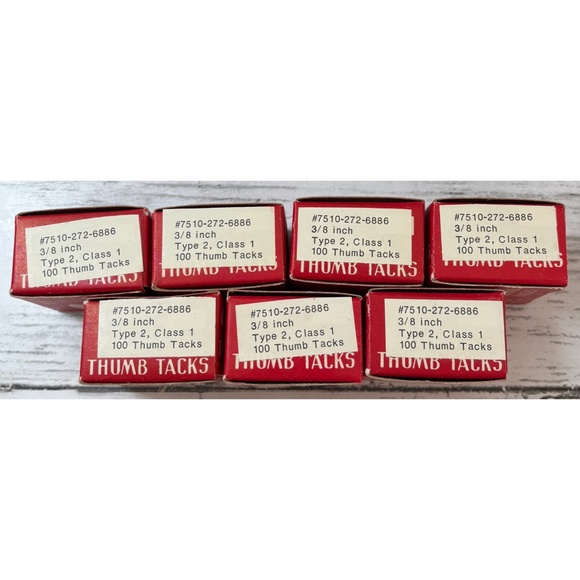 #7510-272-6886
3/8 inch
Type 2, Class 1
100 Thumb Tacks
THUMB TACKS
#7510-272-6886
3/8 inch
Type 2, Class 1
100 Thumb Tacks
THUMB TACKS
#7510-272-6886
3/8 inch
Type 2, Class 1
100 Thumb Tacks
THUMB TACKS
#7510-272-6886
3/8 inch
Type 2, Class 1
100 Thumb Tacks
THUMB TACKS
#7510-272-6886
3/8 inch
Type 2, Class 1
100 Thumb Tacks
THUMB TACKS
#7510-272-6886
3/8 inch
Type 2, Class 1
100 Thumb Tacks
THUMB TACKS
#7510-272-6886
3/8 inch
Type 2, Class 1
100 Thumb Tacks
THUMB TACKS